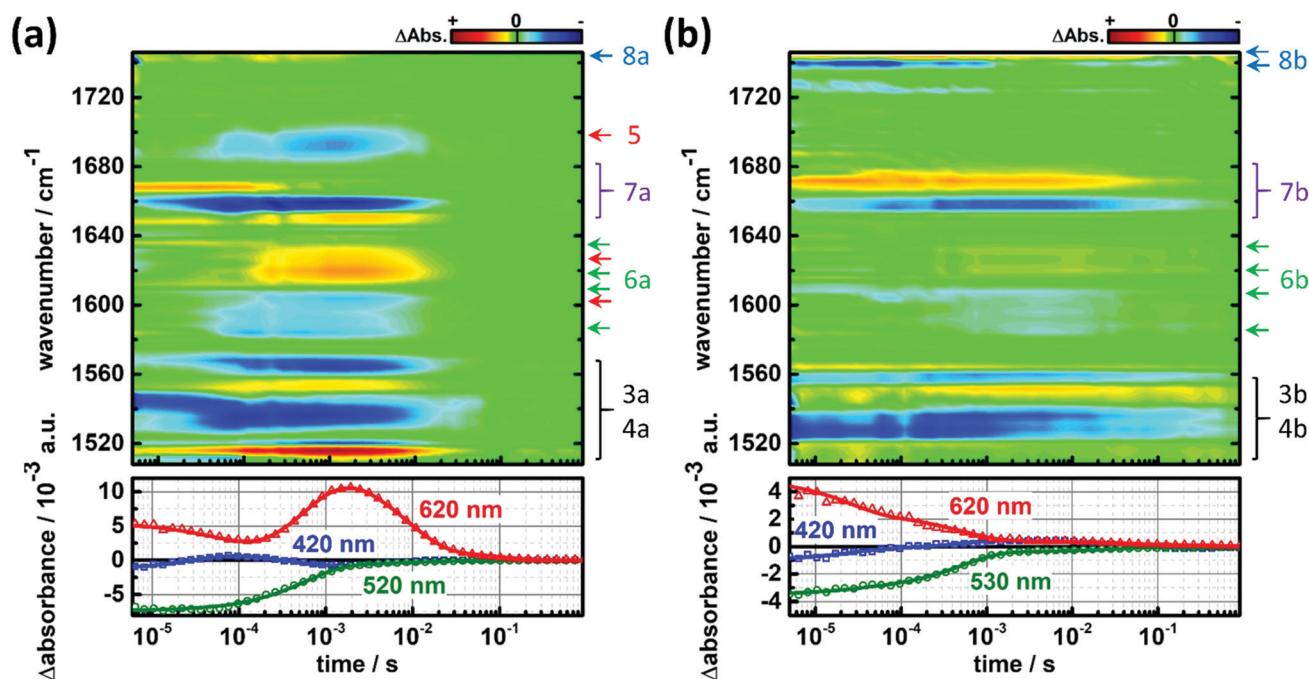 (a)
ΔAbs.
+ 0 -
wavenumber / cm-1
1720
1680
1640
1600
1560
1520
8a
5
7a
6a
3a
4a
Δabsorbance / 10-3 a.u.
10
5
0
-5
620 nm
420 nm
520 nm
10-5 10-4 10-3 10-2 10-1
time / s
(b)
ΔAbs.
+ 0 -
wavenumber / cm-1
1720
1680
1640
1600
1560
1520
8b
7b
6b
3b
4b
Δabsorbance / 10-3 a.u.
4
2
0
-2
-4
620 nm
420 nm
530 nm
10-5 10-4 10-3 10-2 10-1
time / s